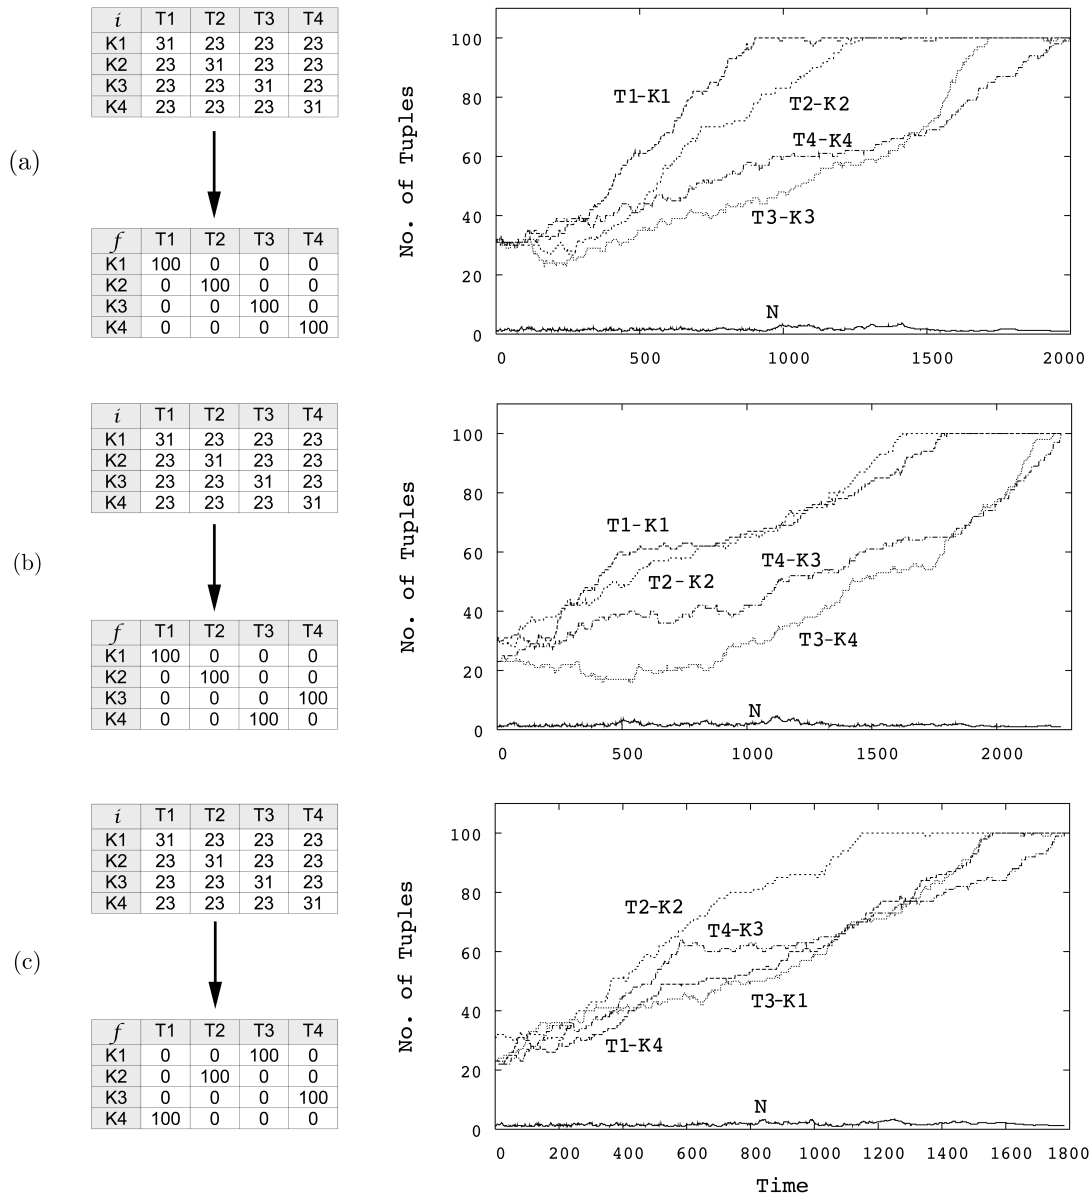 i T1 T2 T3 T4
K1 31 23 23 23
K2 23 31 23 23
K3 23 23 31 23
K4 23 23 23 31
(a)
f T1 T2 T3 T4
K1 100 0 0 0
K2 0 100 0 0
K3 0 0 100 0
K4 0 0 0 100
No. of Tuples
100
80
60
40
20
0
T1-K1
T2-K2
T4-K4
T3-K3
N
0 500 1000 1500 2000
i T1 T2 T3 T4
K1 31 23 23 23
K2 23 31 23 23
K3 23 23 31 23
K4 23 23 23 31
(b)
f T1 T2 T3 T4
K1 100 0 0 0
K2 0 100 0 0
K3 0 0 0 100
K4 0 0 100 0
No. of Tuples
100
80
60
40
20
0
T1-K1
T4-K3
T2-K2
T3-K4
N
0 500 1000 1500 2000
i T1 T2 T3 T4
K1 31 23 23 23
K2 23 31 23 23
K3 23 23 31 23
K4 23 23 23 31
(c)
f T1 T2 T3 T4
K1 0 0 100 0
K2 0 100 0 0
K3 0 0 0 100
K4 100 0 0 0
No. of Tuples
100
80
60
40
20
0
T2-K2
T4-K3
T3-K1
T1-K4
N
0 200 400 600 800 1000 1200 1400 1600 1800
Time